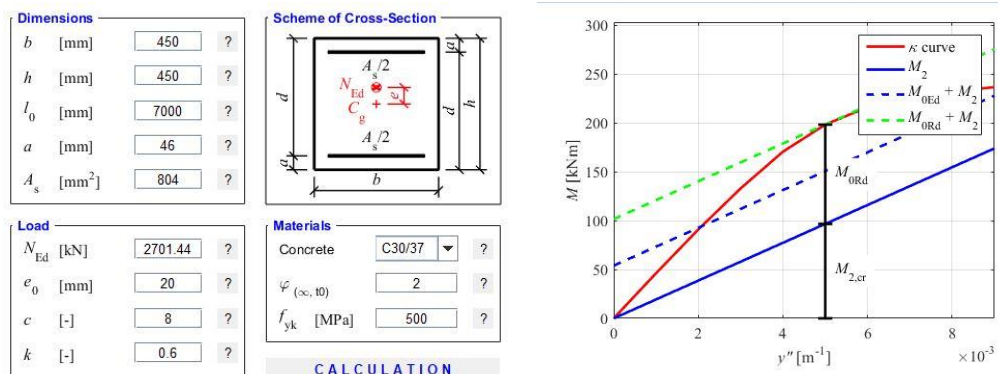 Dimensions
b [mm] 450 ?
h [mm] 450 ?
l0 [mm] 7000 ?
a [mm] 46 ?
As [mm²] 804 ?
Scheme of Cross-Section
a
As/2
NEd
e
Cg
d
d
h
As/2
a
b
Load
NEd [kN] 2701.44 ?
e0 [mm] 20 ?
c [-] 8 ?
k [-] 0.6 ?
Materials
Concrete C30/37 ?
φ(∞, t0) 2 ?
fyk [MPa] 500 ?
CALCULATION
300
250
200
150
100
50
0
M [kNm]
κ curve
M2
M0Ed + M2
M0Rd + M2
M0Rd
M2,cr
0 2 4 6 8
y″ [m⁻¹]
×10⁻³